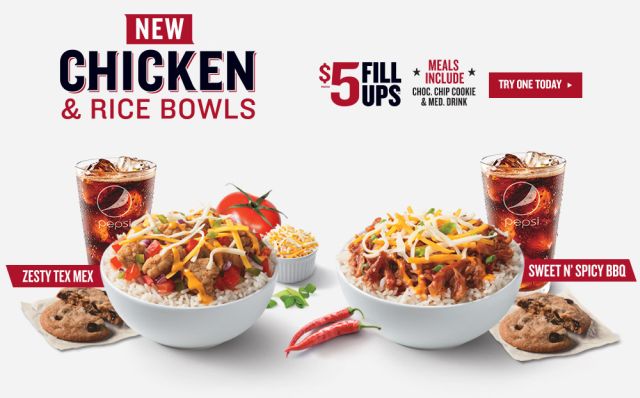 NEW
CHICKEN
& RICE BOWLS
$5 FILL
UPS
MEALS
INCLUDE
CHOC. CHIP COOKIE
& MED. DRINK
TRY ONE TODAY
pepsi
pepsi
ZESTY TEX MEX
SWEET N' SPICY BBQ